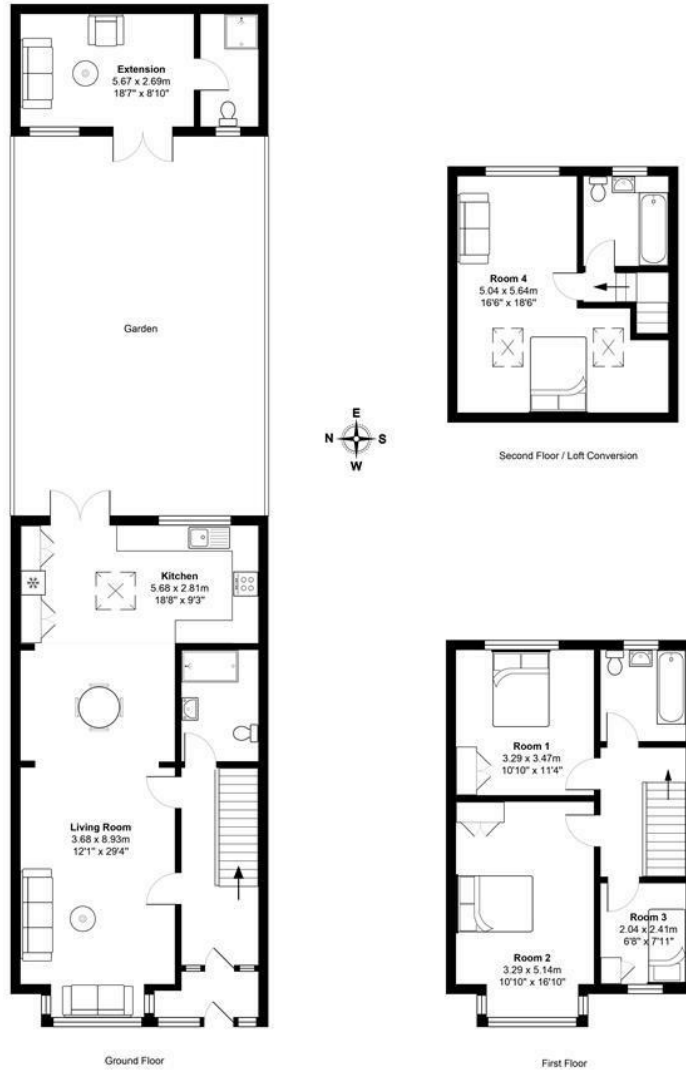 Extension
5.67 x 2.69m
18'7" x 8'10"
Garden
Room 4
5.04 x 5.64m
16'6" x 18'6"
Second Floor / Loft Conversion
E
N
S
W
Kitchen
5.68 x 2.81m
18'8" x 9'3"
Living Room
3.68 x 8.93m
12'1" x 29'4"
Ground Floor
Room 1
3.29 x 3.47m
10'10" x 11'4"
Room 2
3.29 x 5.14m
10'10" x 16'10"
Room 3
2.04 x 2.41m
6'8" x 7'11"
First Floor